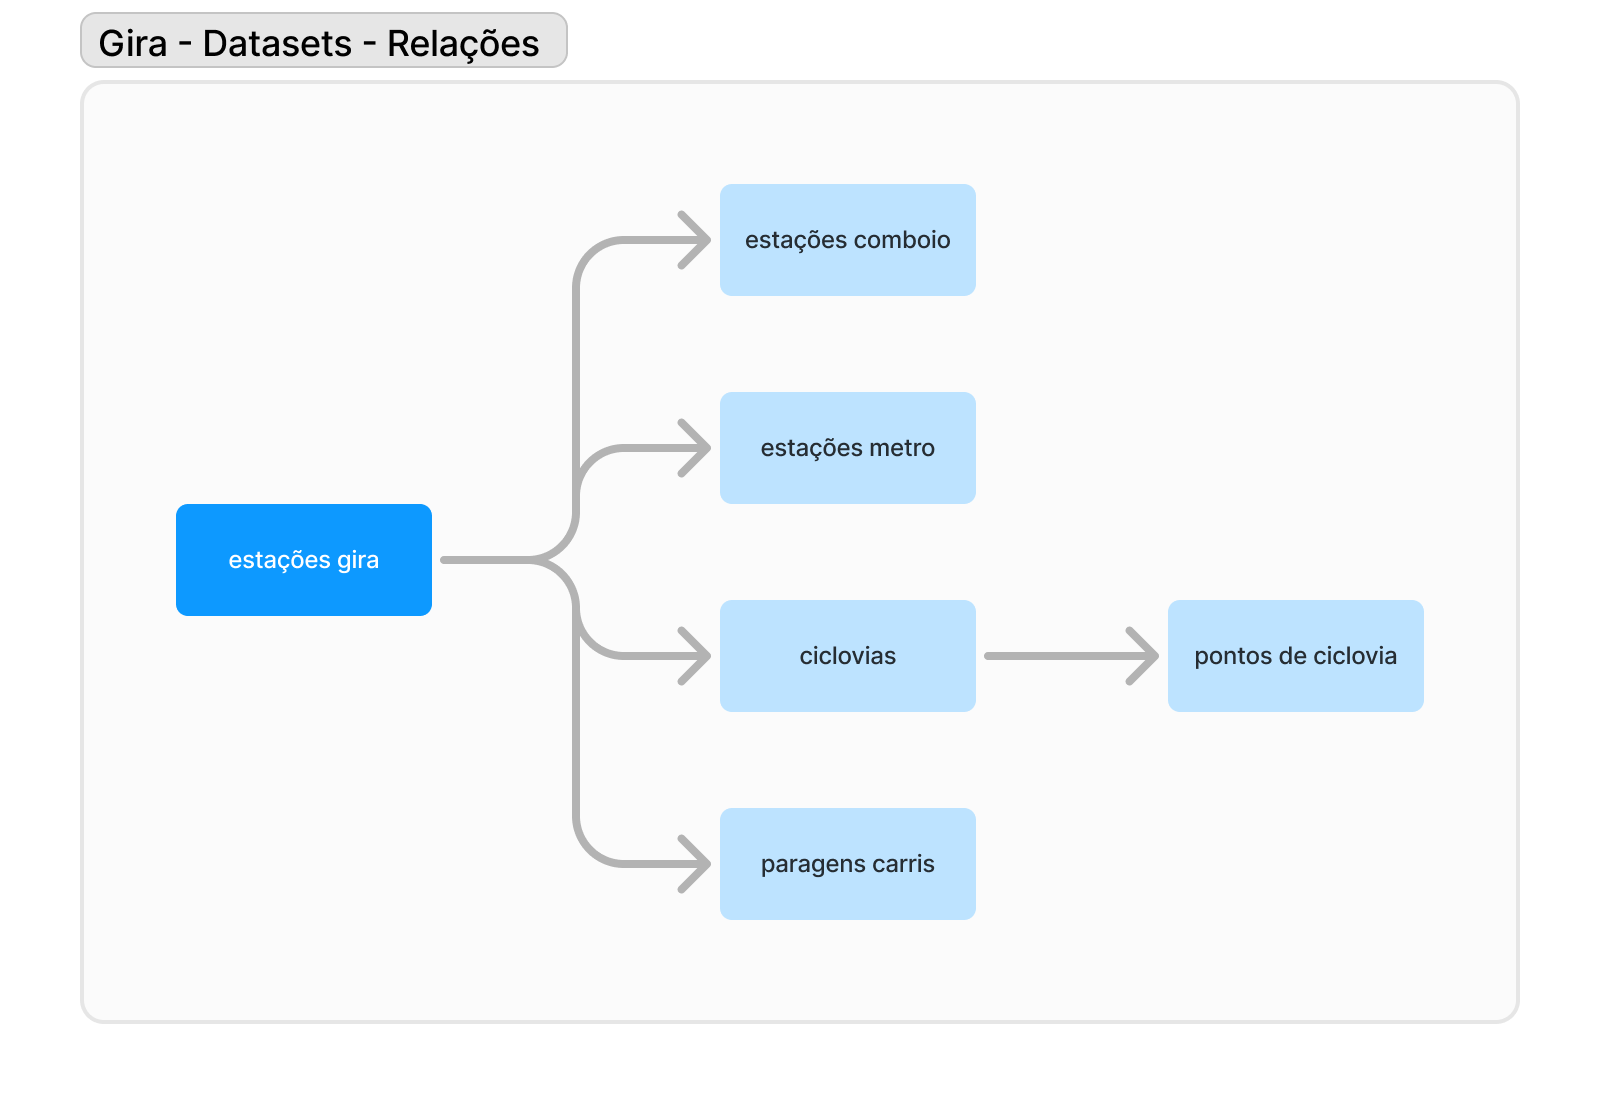 Gira - Datasets - Relações
estações comboio
estações metro
estações gira
ciclovias
pontos de ciclovia
paragens carris